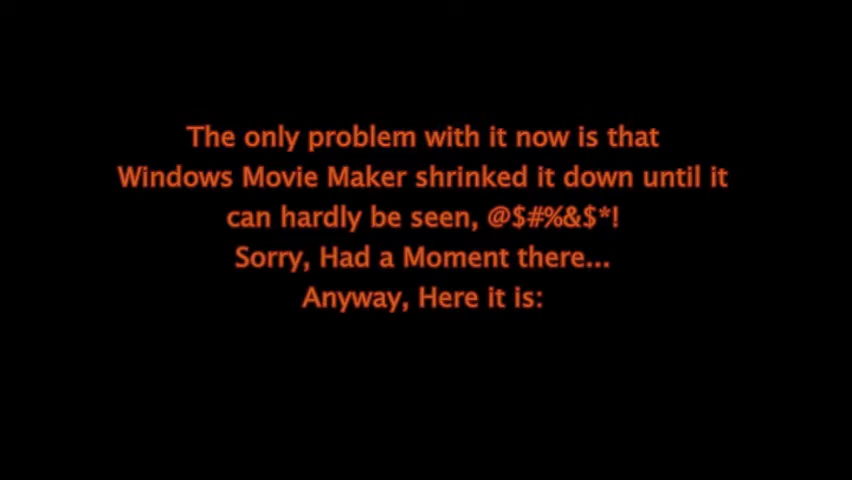 The only problem with it now is that
Windows Movie Maker shrinked it down until it
can hardly be seen, @$#%&$*!
Sorry, Had a Moment there...
Anyway, Here it is: